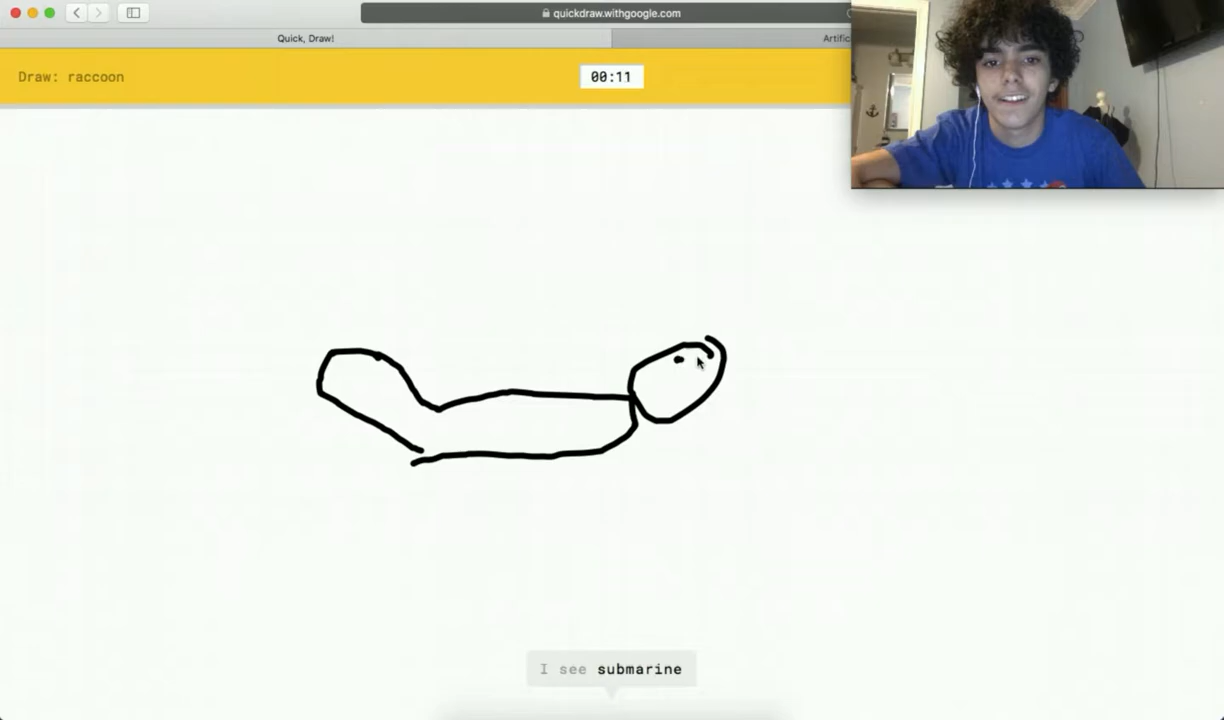 quickdraw.withgoogle.com
Quick, Draw!
Artific
Draw: raccoon
00:11
I see submarine